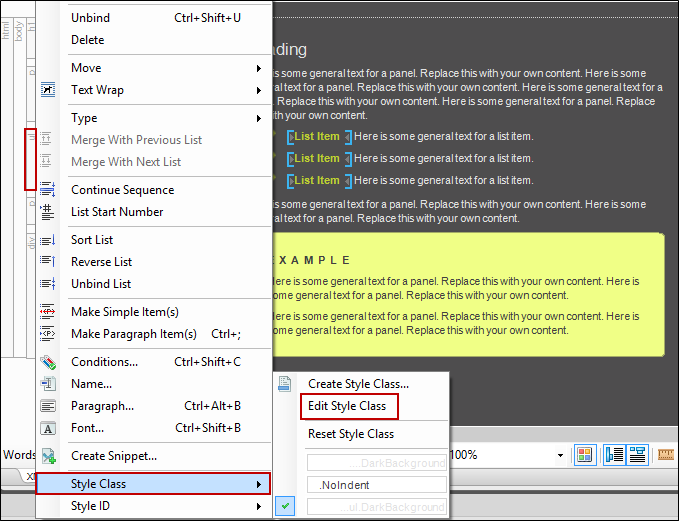 Unbind Ctrl+Shift+U
Delete
Move
Text Wrap
Type
Merge With Previous List
Merge With Next List
Continue Sequence
List Start Number
Sort List
Reverse List
Unbind List
Make Simple Item(s)
Make Paragraph Item(s) Ctrl+;
Conditions... Ctrl+Shift+C
Name...
Paragraph... Ctrl+Alt+B
Font... Ctrl+Shift+B
Create Snippet...
Style Class
Style ID
Create Style Class...
Edit Style Class
Reset Style Class
...DarkBackground
.NoIndent
...ul.DarkBackground
html
body
div
ading
is some general text for a panel. Replace this with your own content. Here is some
al text for a panel. Replace this with your own content. Here is some general text for a
. Replace this with your own content. Here is some general text for a panel. Replace
th your own content.
List Item Here is some general text for a list item.
List Item Here is some general text for a list item.
List Item Here is some general text for a list item.
is some general text for a panel. Replace this with your own content. Here is some
al text for a panel. Replace this with your own content.
EXAMPLE
ere is some general text for a panel. Replace this with your own content. Here is
ome general text for a panel. Replace this with your own content.
ere is some general text for a panel. Replace this with your own content. Here is
ome general text for a panel. Replace this with your own content.
Words
100%